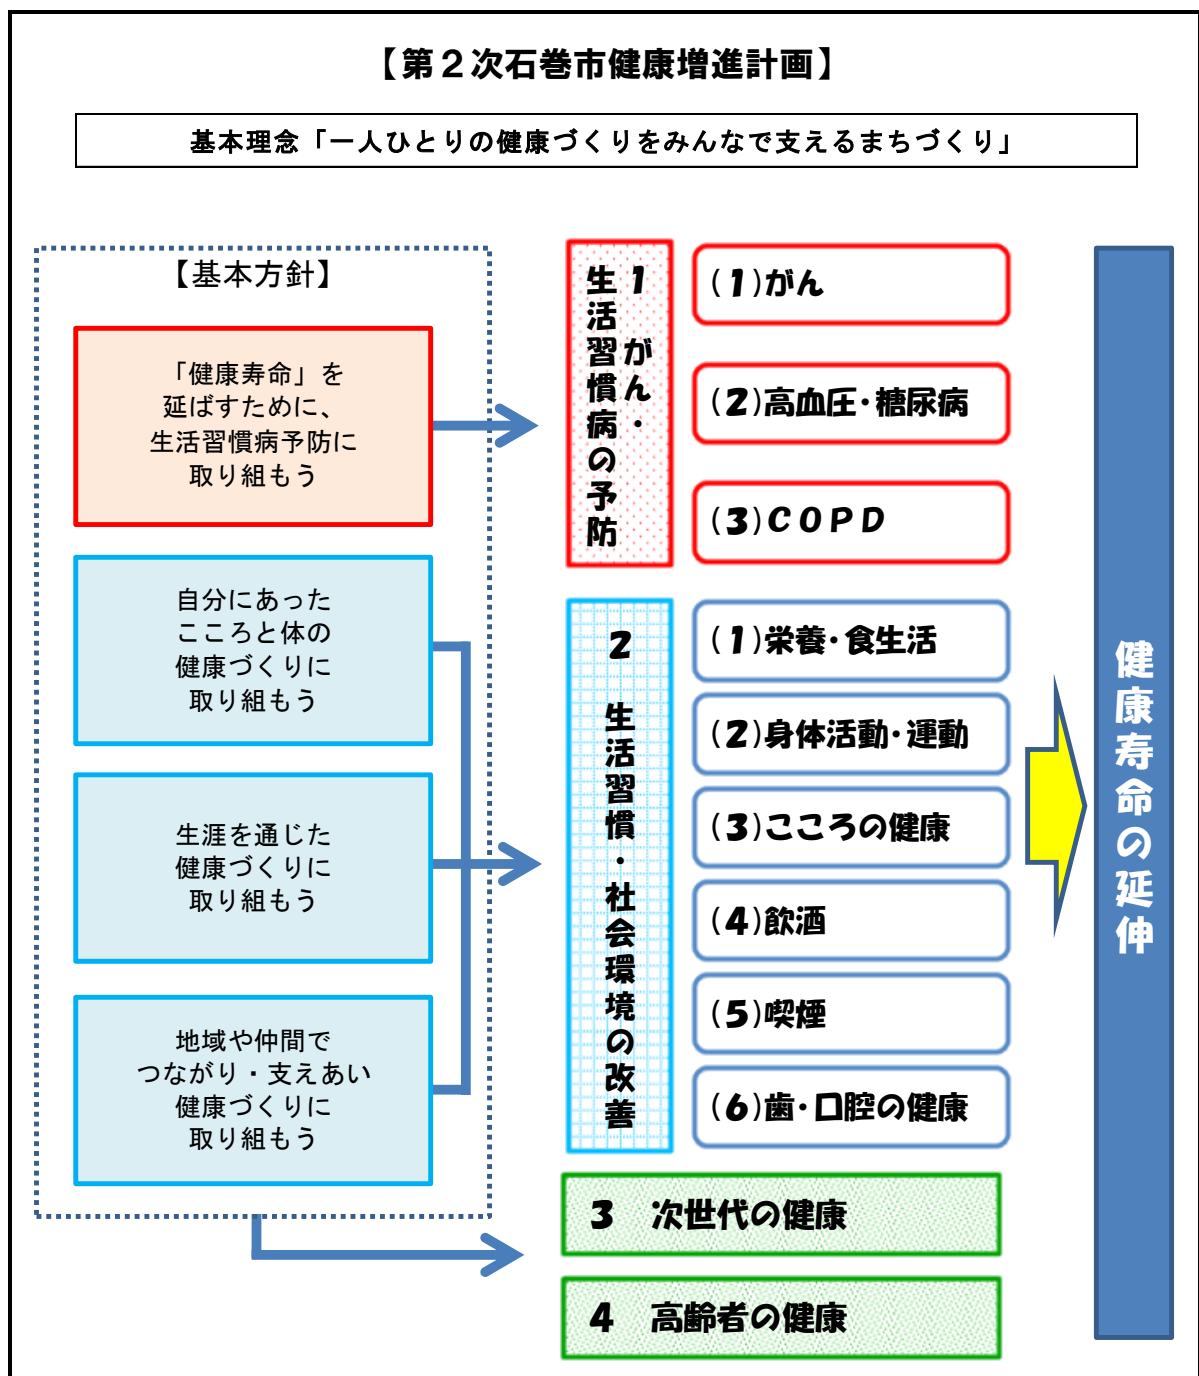 【第２次石巻市健康増進計画】
基本理念「一人ひとりの健康づくりをみんなで支えるまちづくり」
【基本方針】
「健康寿命」を
延ばすために、
生活習慣病予防に
取り組もう
自分にあった
こころと体の
健康づくりに
取り組もう
生涯を通じた
健康づくりに
取り組もう
地域や仲間で
つながり・支えあい
健康づくりに
取り組もう
1 がん・
生活習慣病の予防
(1)がん
(2)高血圧・糖尿病
(3)ＣＯＰＤ
2 生活習慣・社会環境の改善
(1)栄養・食生活
(2)身体活動・運動
(3)こころの健康
(4)飲酒
(5)喫煙
(6)歯・口腔の健康
3 次世代の健康
4 高齢者の健康
健康寿命の延伸